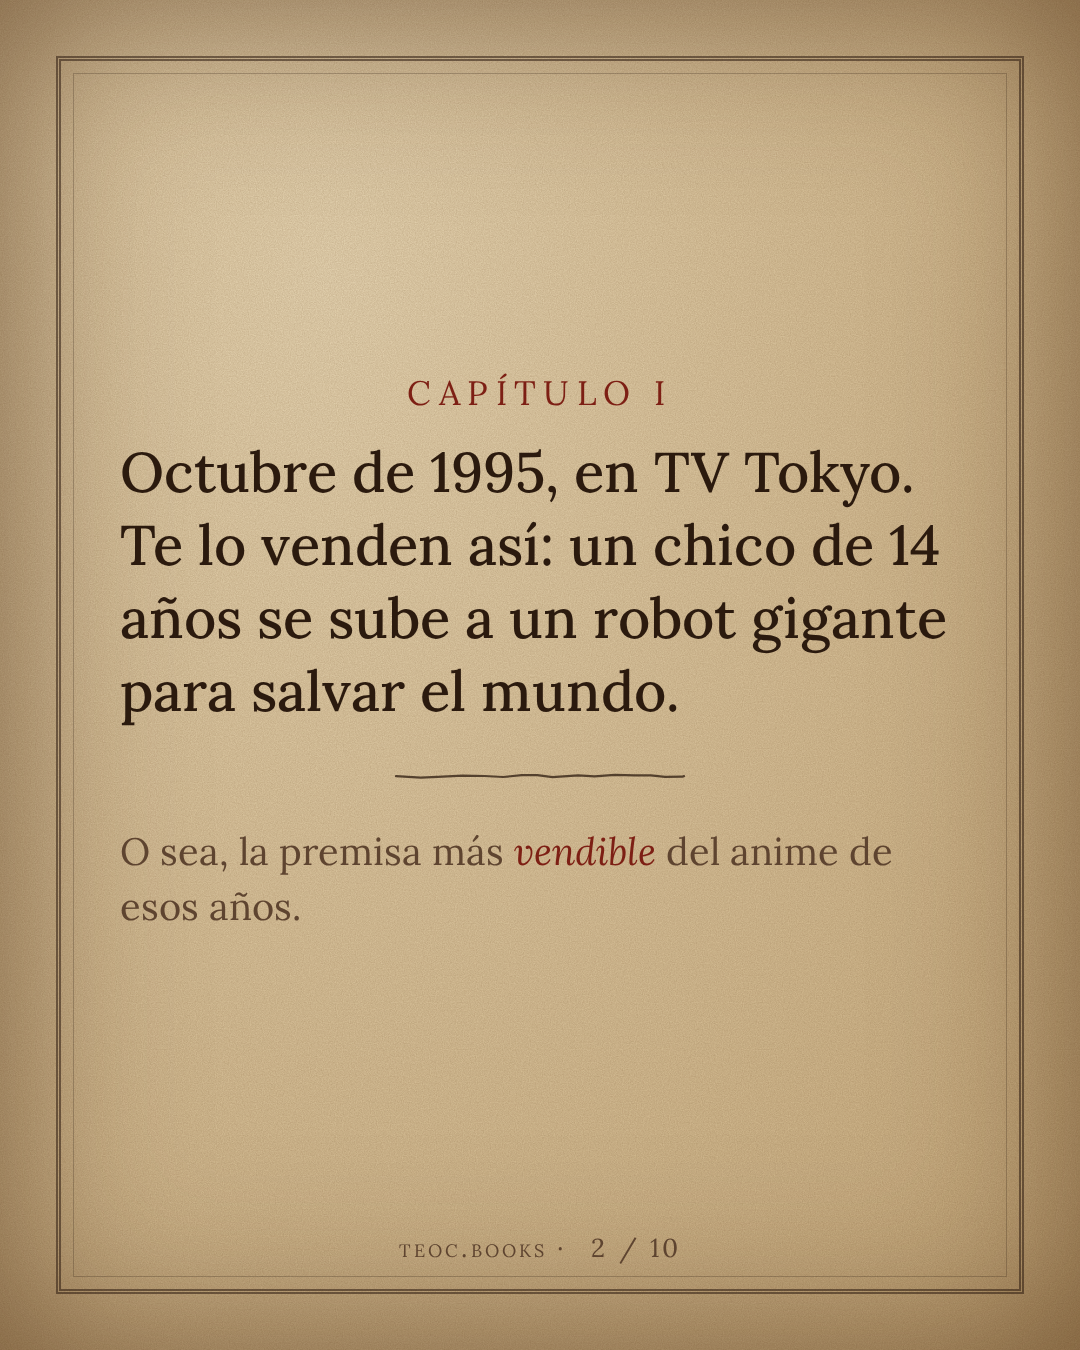 CAPÍTULO I
Octubre de 1995, en TV Tokyo.
Te lo venden así: un chico de 14
años se sube a un robot gigante
para salvar el mundo.
O sea, la premisa más vendible del anime de
esos años.
TEOC.BOOKS · 2 / 10